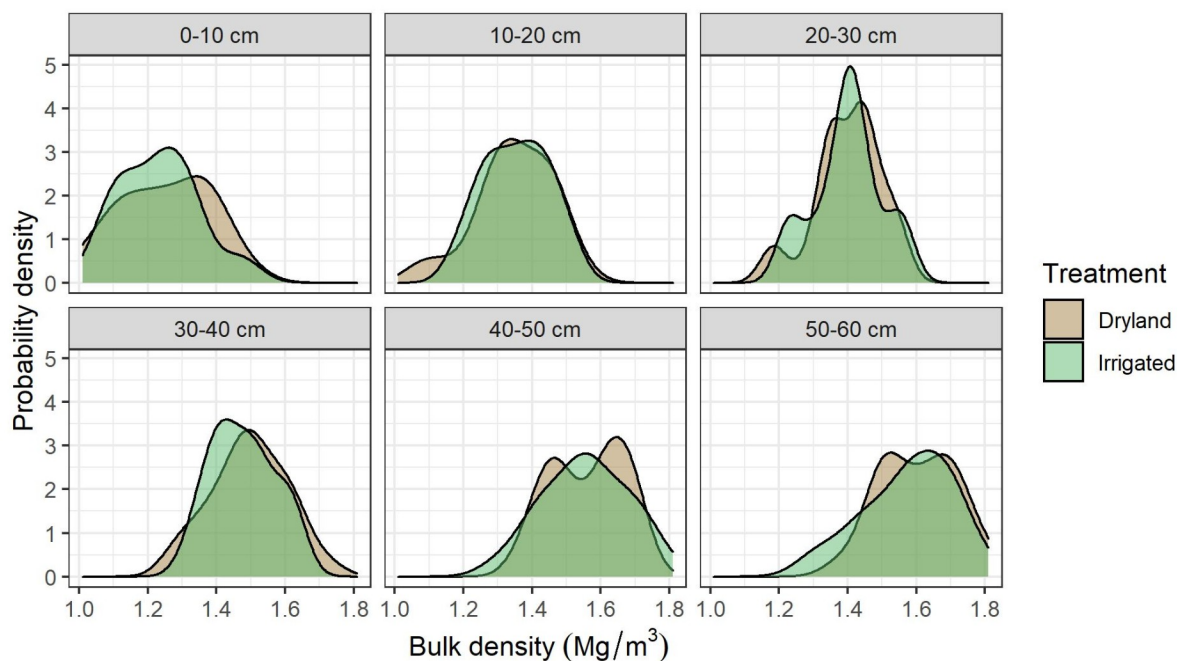 0-10 cm
10-20 cm
20-30 cm
5
4
3
2
1
0
30-40 cm
40-50 cm
50-60 cm
5
4
3
2
1
0
1.0 1.2 1.4 1.6 1.8 1.0 1.2 1.4 1.6 1.8 1.0 1.2 1.4 1.6 1.8
Probability density
Bulk density (Mg/m³)
Treatment
Dryland
Irrigated